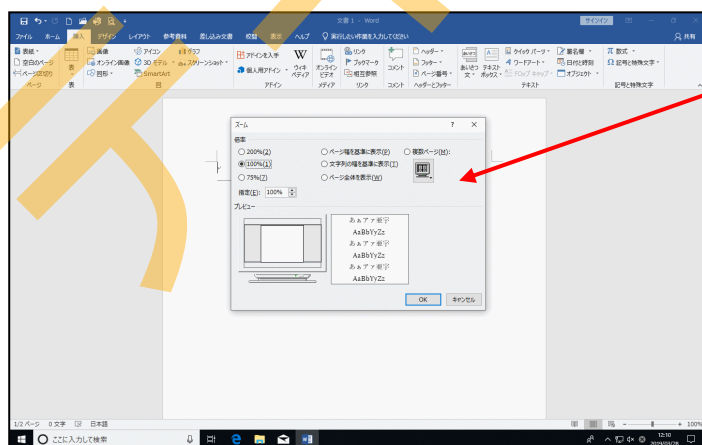 文書 1 - Word
サインイン
ファイル ホーム 挿入 デザイン レイアウト 参考資料 差し込み文書 校閲 表示 ヘルプ 実行したい作業を入力してください 共有
表紙 空白のページ ページ区切り
ページ
表
表
画像 オンライン画像 図形
アイコン 3D モデル SmartArt
グラフ スクリーンショット
図
アドインを入手 個人用アドイン
ウィキペディア
アドイン
オンラインビデオ
メディア
リンク ブックマーク 相互参照
リンク
コメント
コメント
ヘッダー フッター ページ番号
ヘッダーとフッター
あいさつ文
テキストボックス
クイック パーツ ワードアート ドロップ キャップ
署名欄 日付と時刻 オブジェクト
テキスト
数式 記号と特殊文字
記号と特殊文字
ズーム ? ×
倍率
200%(2) ページ幅を基準に表示(P) 複数ページ(M):
100%(1) 文字列の幅を基準に表示(T)
75%(7) ページ全体を表示(W)
指定(E): 100%
プレビュー
あぁアァ亜宇
AaBbYyZz
あぁアァ亜宇
AaBbYyZz
あぁアァ亜宇
AaBbYyZz
OK キャンセル
1/2 ページ 0 文字 日本語 100%
ここに入力して検索
12:10
2019/03/28